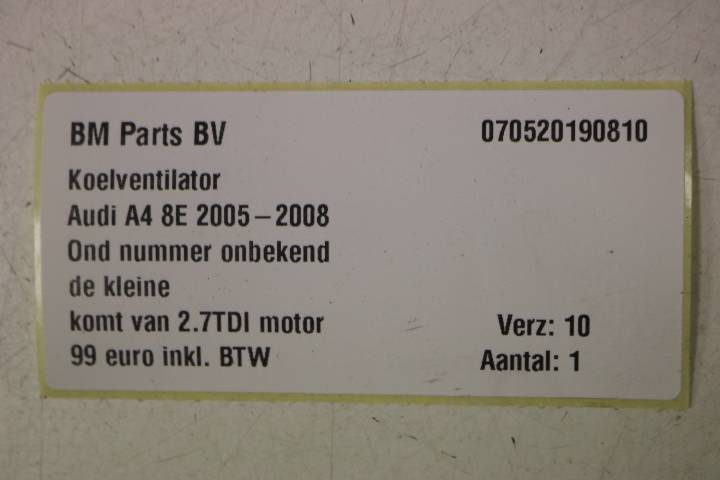 BM Parts BV 070520190810
Koelventilator
Audi A4 8E 2005-2008
Ond nummer onbekend
de kleine
komt van 2.7TDI motor Verz: 10
99 euro inkl. BTW Aantal: 1